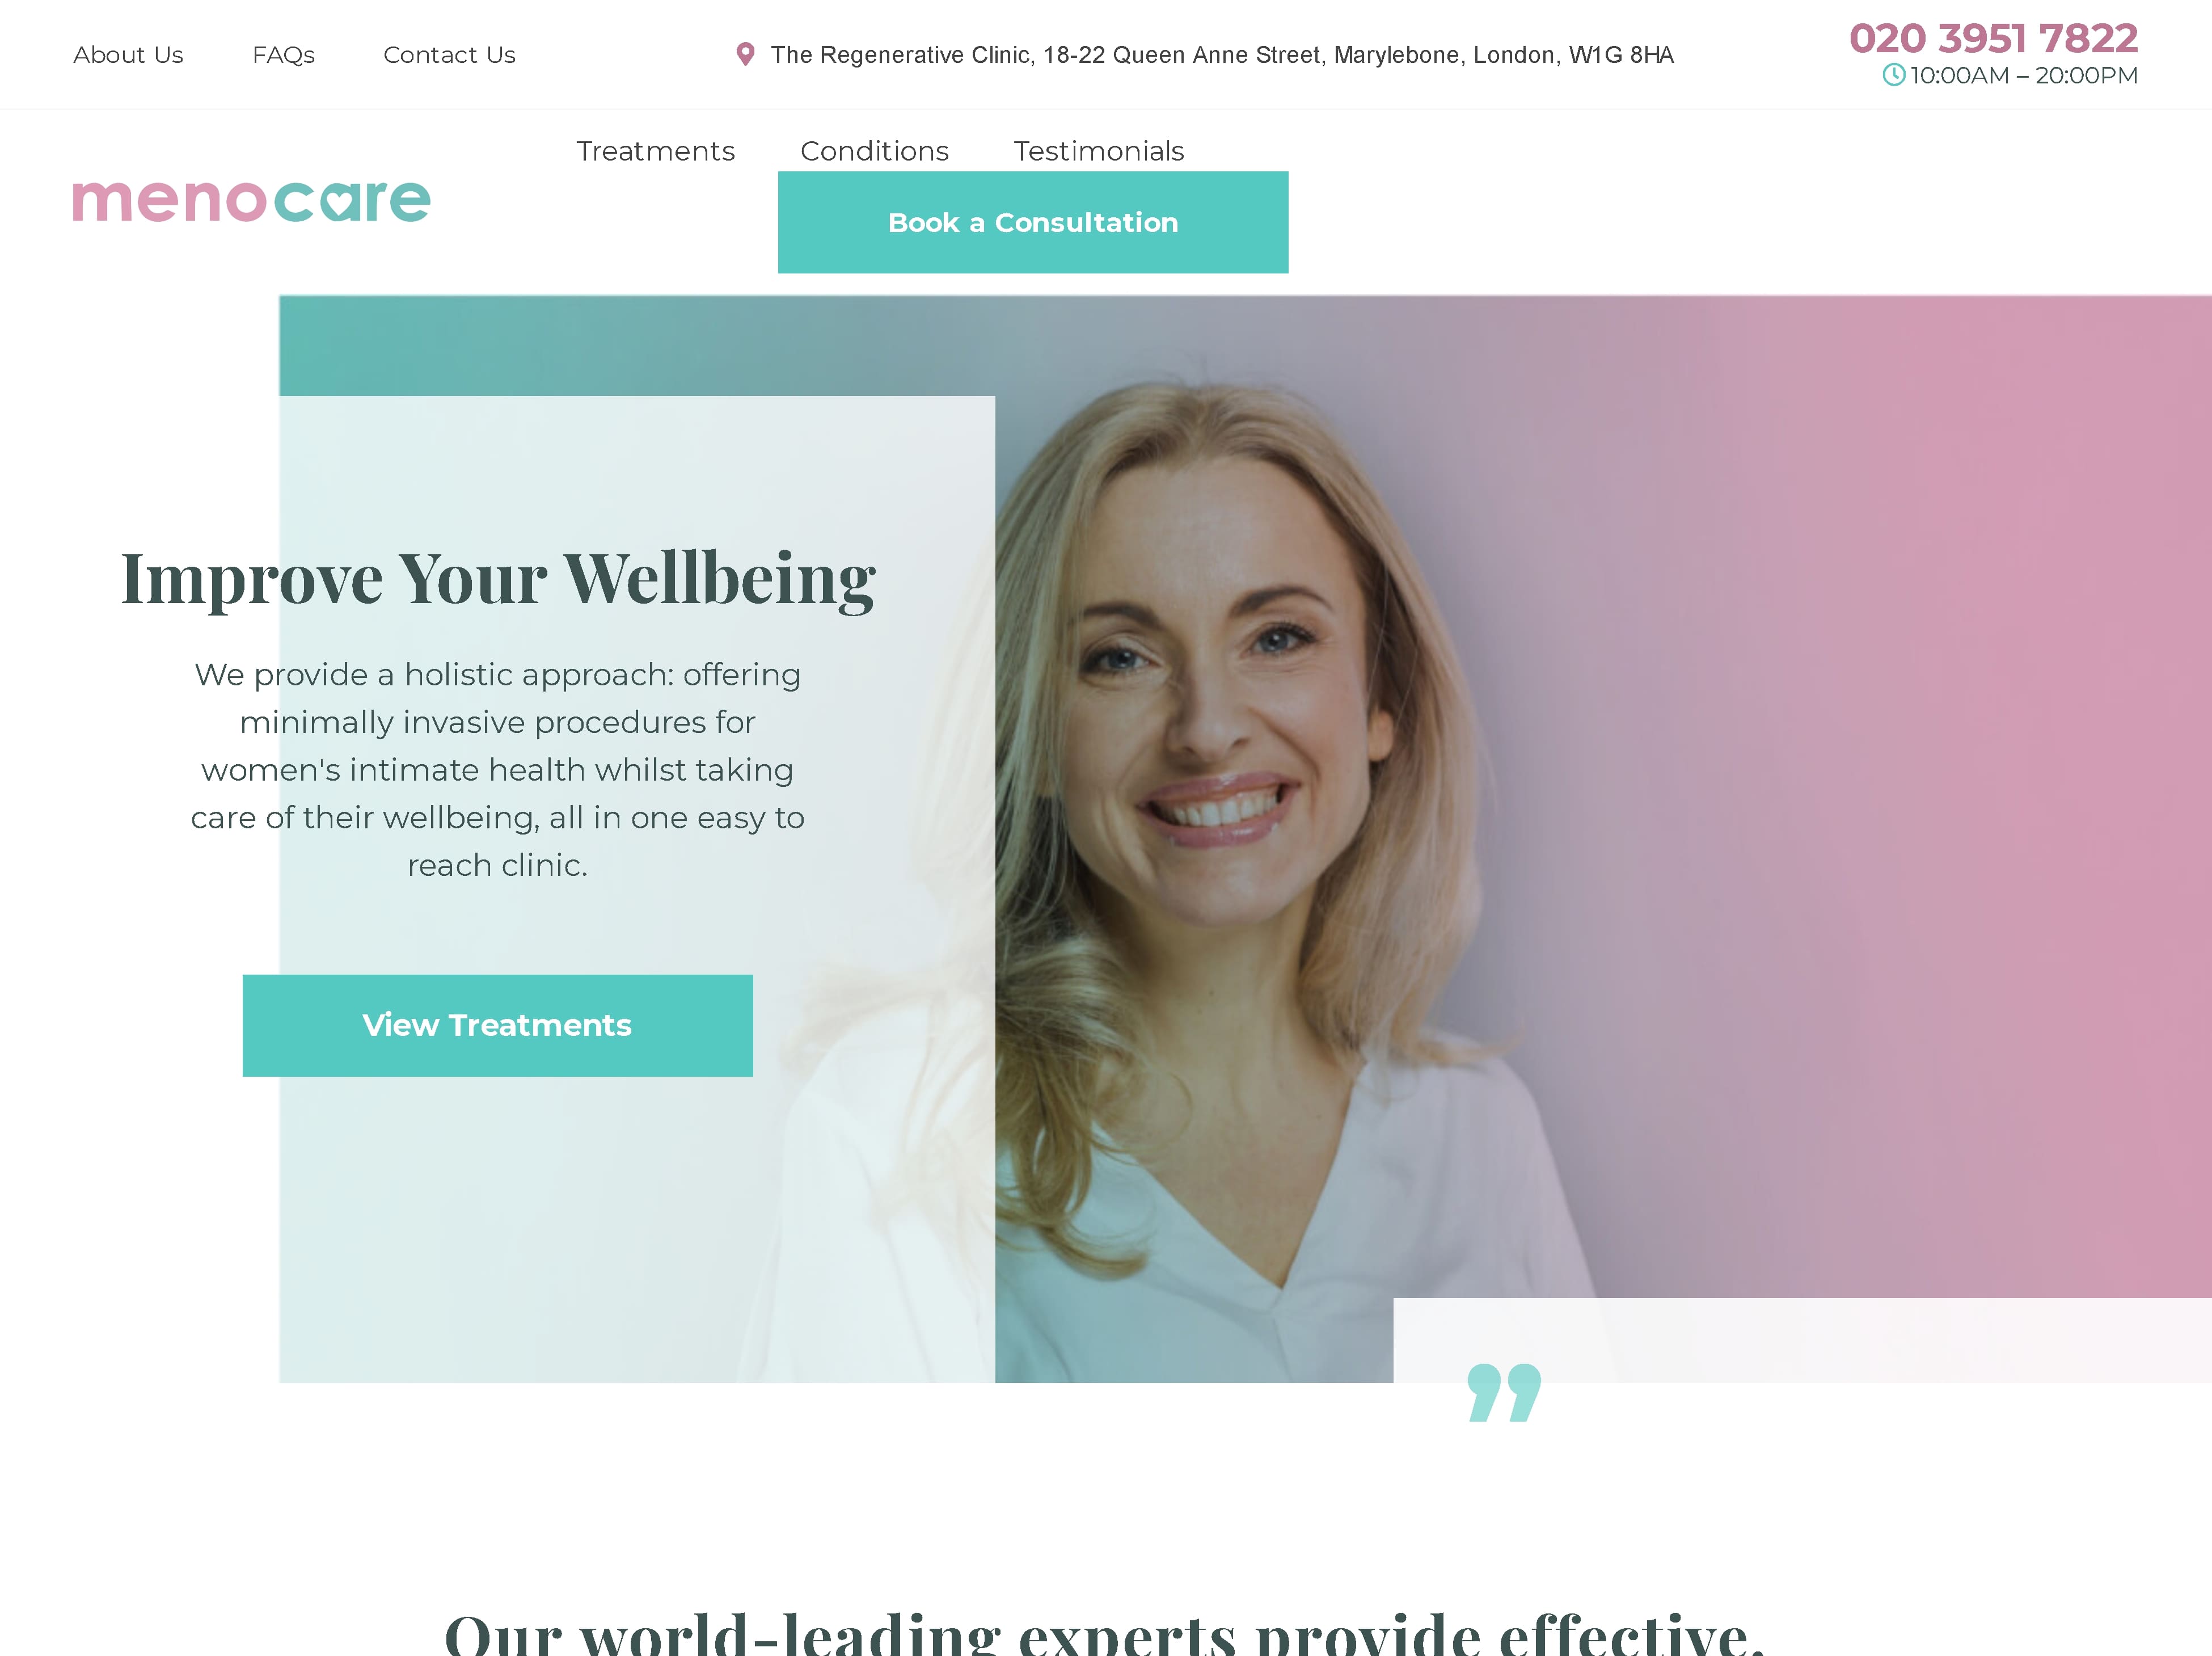 About Us FAQs Contact Us The Regenerative Clinic, 18-22 Queen Anne Street, Marylebone, London, W1G 8HA 020 3951 7822
10:00AM – 20:00PM
Treatments Conditions Testimonials
menocare
Book a Consultation
Improve Your Wellbeing
We provide a holistic approach: offering
minimally invasive procedures for
women's intimate health whilst taking
care of their wellbeing, all in one easy to
reach clinic.
View Treatments
”
Our world-leading experts provide effective,